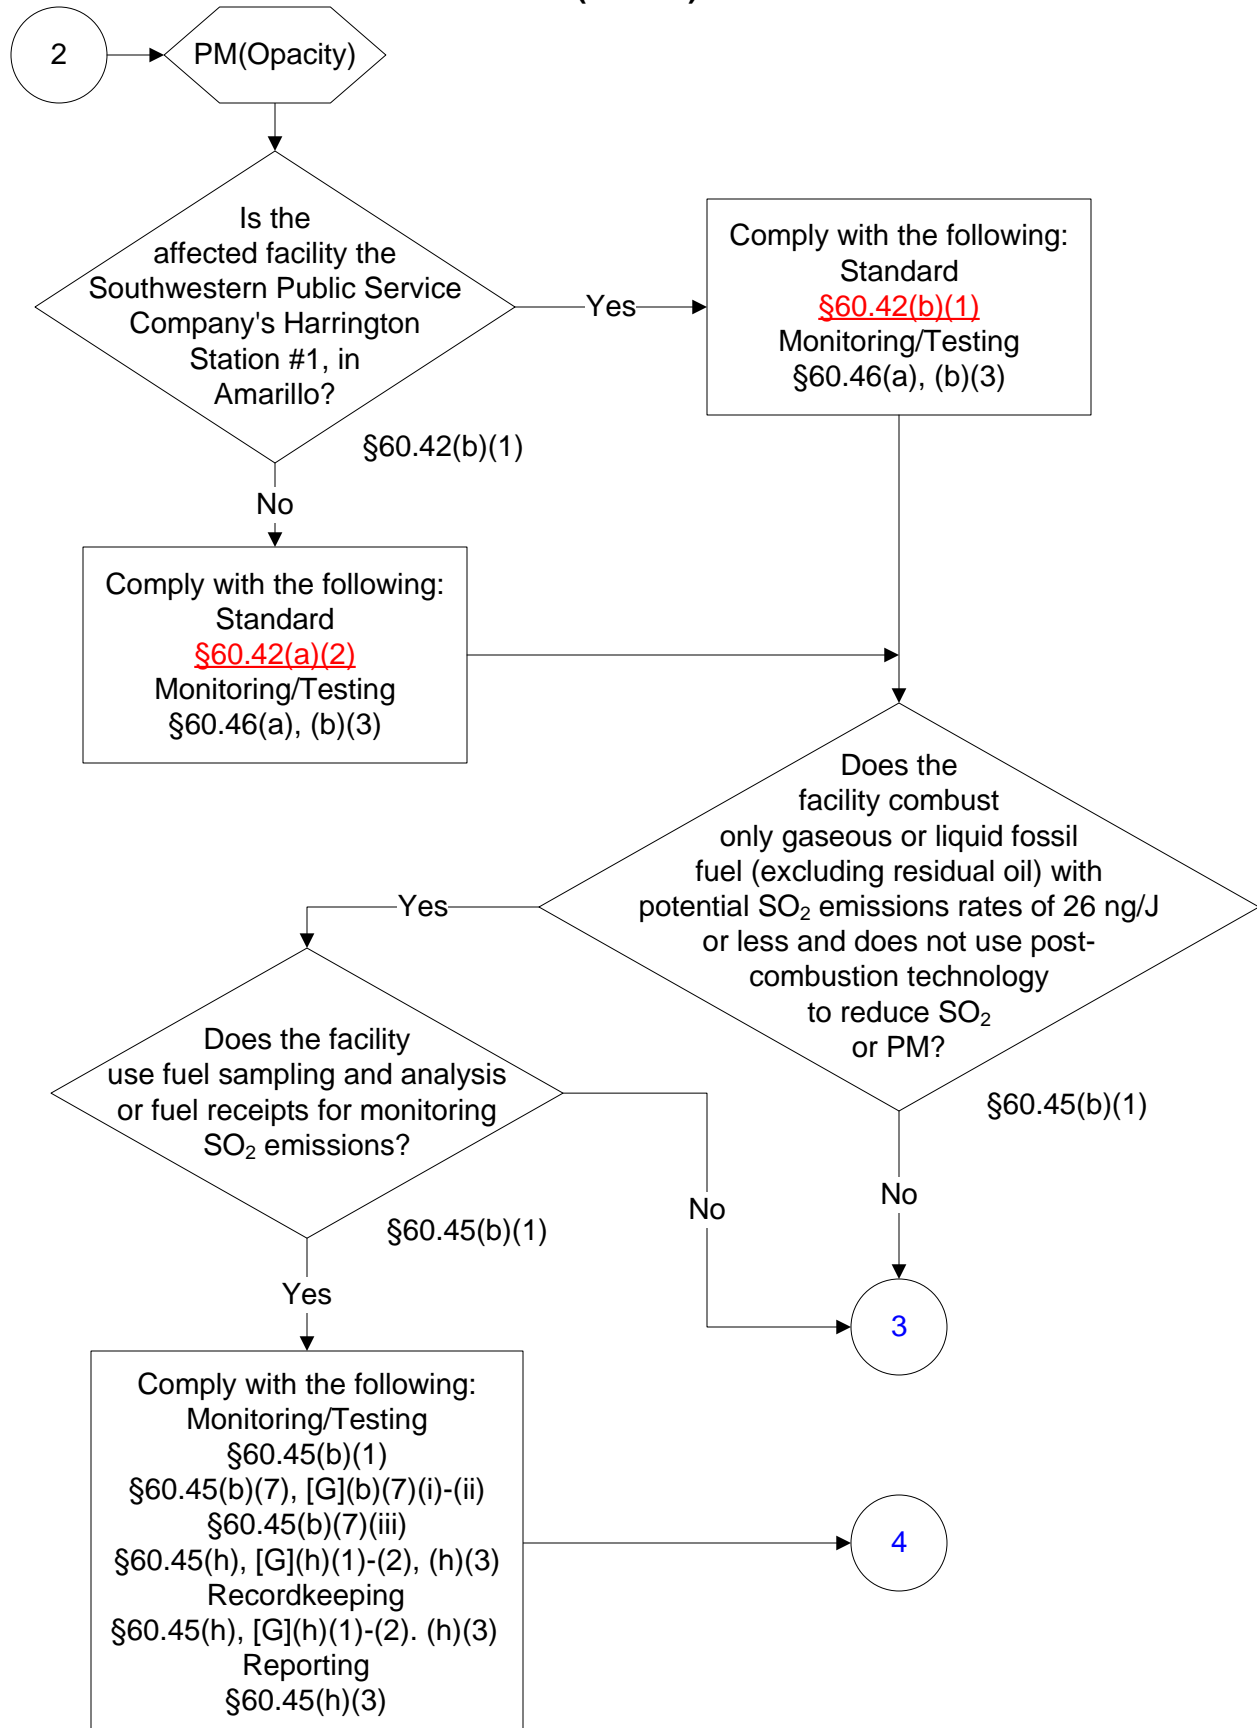 2
PM(Opacity)
Is the
affected facility the
Southwestern Public Service
Company's Harrington
Station #1, in
Amarillo?
§60.42(b)(1)
Yes
Comply with the following:
Standard
§60.42(b)(1)
Monitoring/Testing
§60.46(a), (b)(3)
No
Comply with the following:
Standard
§60.42(a)(2)
Monitoring/Testing
§60.46(a), (b)(3)
Does the
facility combust
only gaseous or liquid fossil
fuel (excluding residual oil) with
potential SO₂ emissions rates of 26 ng/J
or less and does not use post-
combustion technology
to reduce SO₂
or PM?
§60.45(b)(1)
Yes
No
Does the facility
use fuel sampling and analysis
or fuel receipts for monitoring
SO₂ emissions?
§60.45(b)(1)
No
Yes
3
Comply with the following:
Monitoring/Testing
§60.45(b)(1)
§60.45(b)(7), [G](b)(7)(i)-(ii)
§60.45(b)(7)(iii)
§60.45(h), [G](h)(1)-(2), (h)(3)
Recordkeeping
§60.45(h), [G](h)(1)-(2). (h)(3)
Reporting
§60.45(h)(3)
4